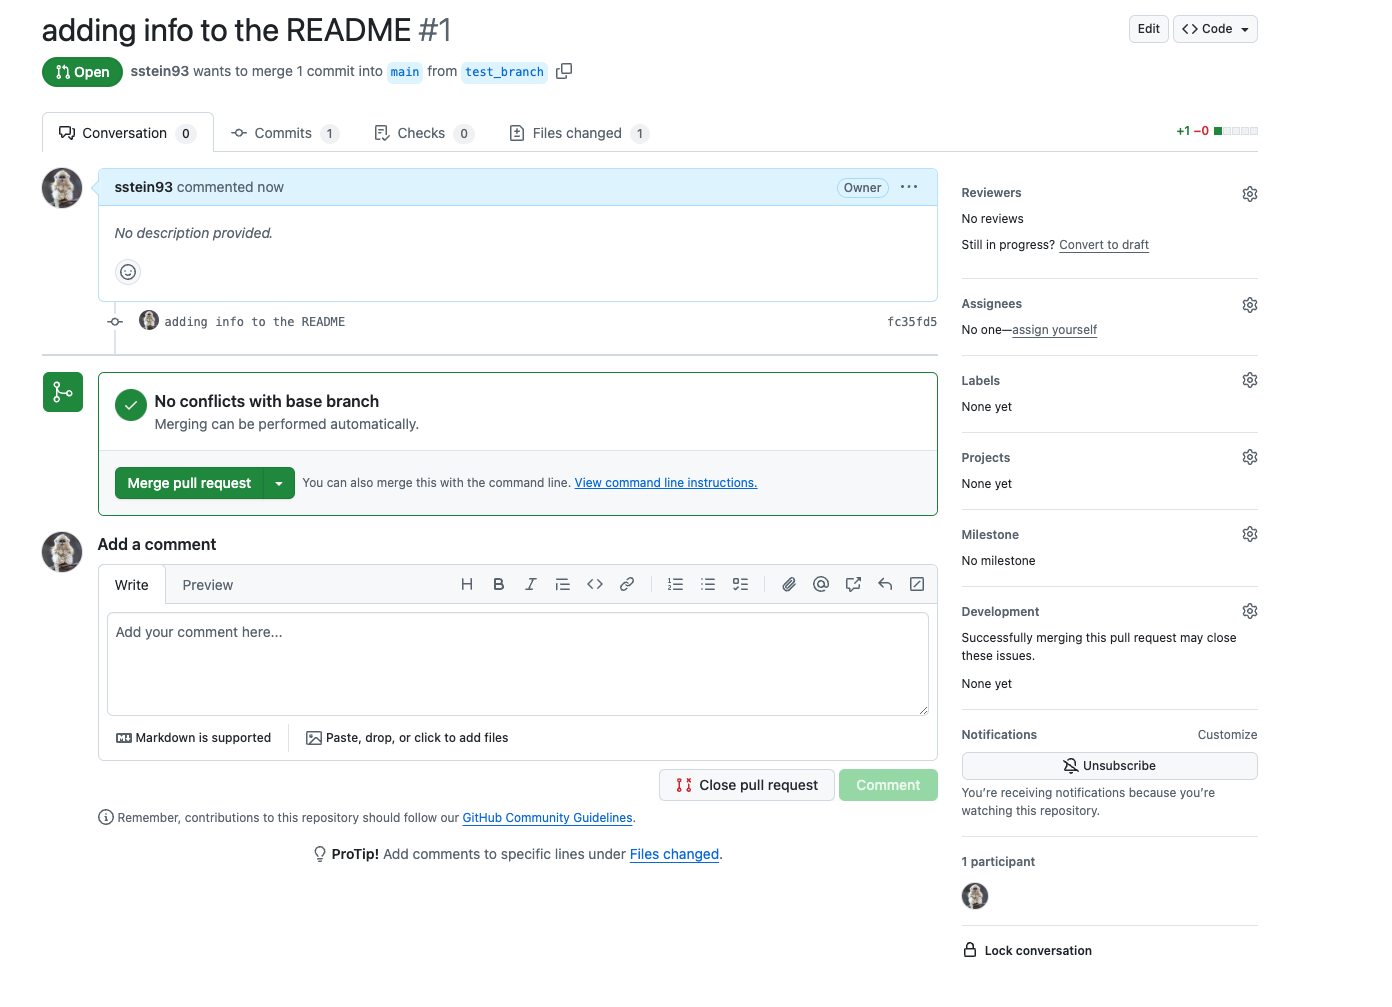 adding info to the README #1
Edit
Code
Open
sstein93 wants to merge 1 commit into main from test_branch
Conversation 0
Commits 1
Checks 0
Files changed 1
+1 −0
sstein93 commented now
Owner
No description provided.
adding info to the README
fc35fd5
No conflicts with base branch
Merging can be performed automatically.
Merge pull request
You can also merge this with the command line. View command line instructions.
Add a comment
Write
Preview
Add your comment here...
Markdown is supported
Paste, drop, or click to add files
Close pull request
Comment
Remember, contributions to this repository should follow our GitHub Community Guidelines.
ProTip! Add comments to specific lines under Files changed.
Reviewers
No reviews
Still in progress? Convert to draft
Assignees
No one—assign yourself
Labels
None yet
Projects
None yet
Milestone
No milestone
Development
Successfully merging this pull request may close
these issues.
None yet
Notifications
Customize
Unsubscribe
You’re receiving notifications because you’re
watching this repository.
1 participant
Lock conversation